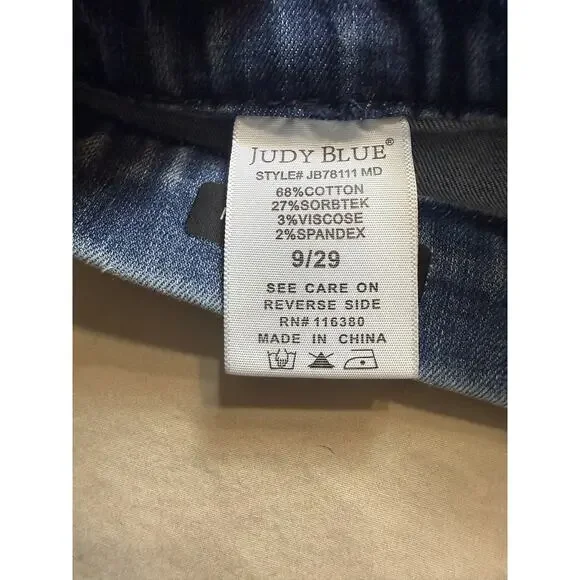 JUDY BLUE®
STYLE# JB78111 MD
68%COTTON
27%SORBTEK
3%VISCOSE
2%SPANDEX
9/29
SEE CARE ON
REVERSE SIDE
RN# 116380
MADE IN CHINA